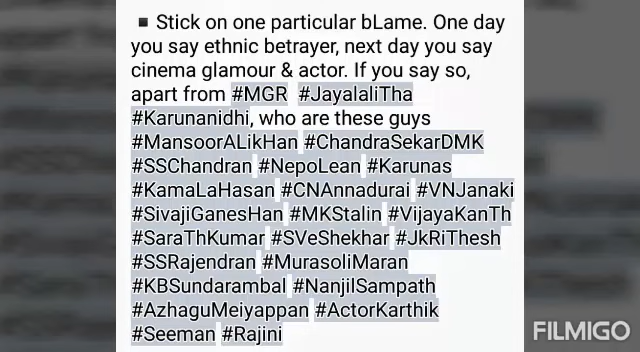 ▪️ Stick on one particular bLame. One day
you say ethnic betrayer, next day you say
cinema glamour & actor. If you say so,
apart from #MGR #JayalaliTha
#Karunanidhi, who are these guys
#MansoorALikHan #ChandraSekarDMK
#SSChandran #NepoLean #Karunas
#KamaLaHasan #CNAnnadurai #VNJanaki
#SivajiGanesHan #MKStalin #VijayaKanTh
#SaraThKumar #SVeShekhar #JkRiThesh
#SSRajendran #MurasoliMaran
#KBSundarambal #NanjilSampath
#AzhaguMeiyappan #ActorKarthik
#Seeman #Rajini
FILMIGO